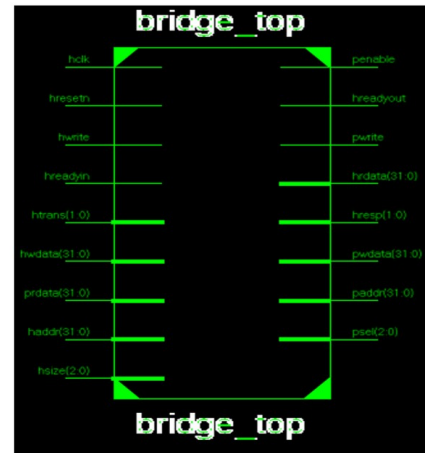 bridge_top
hclk
hresetn
hwrite
hreadyin
htrans(1:0)
hwdata(31:0)
prdata(31:0)
haddr(31:0)
hsize(2:0)
penable
hreadyout
pwrite
hrdata(31:0)
hresp(1:0)
pwdata(31:0)
paddr(31:0)
psel(2:0)
bridge_top